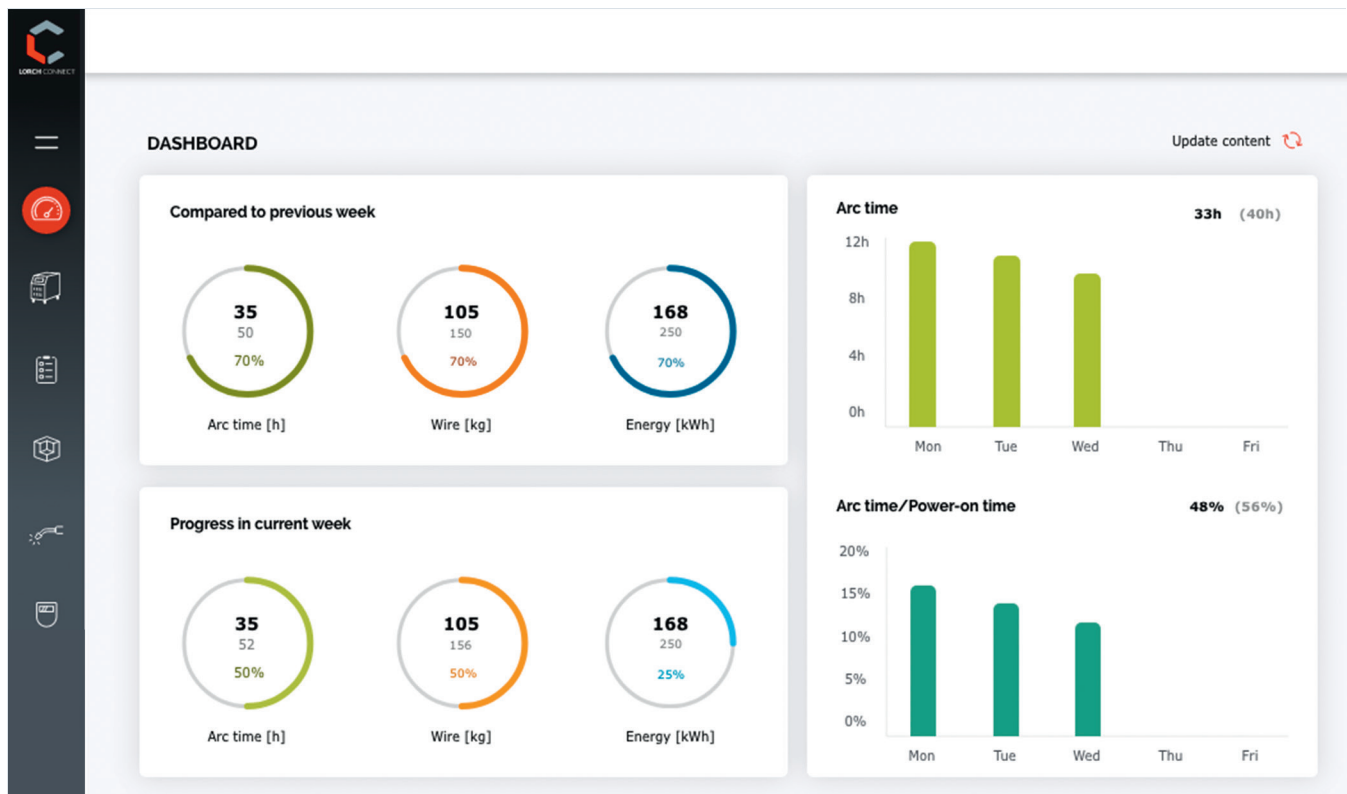 LORCH CONNECT
DASHBOARD
Update content
Compared to previous week
35
50
70%
Arc time [h]
105
150
70%
Wire [kg]
168
250
70%
Energy [kWh]
Progress in current week
35
52
50%
Arc time [h]
105
156
50%
Wire [kg]
168
250
25%
Energy [kWh]
Arc time
33h (40h)
12h
8h
4h
0h
Mon Tue Wed Thu Fri
Arc time/Power-on time
48% (56%)
20%
15%
10%
5%
0%
Mon Tue Wed Thu Fri